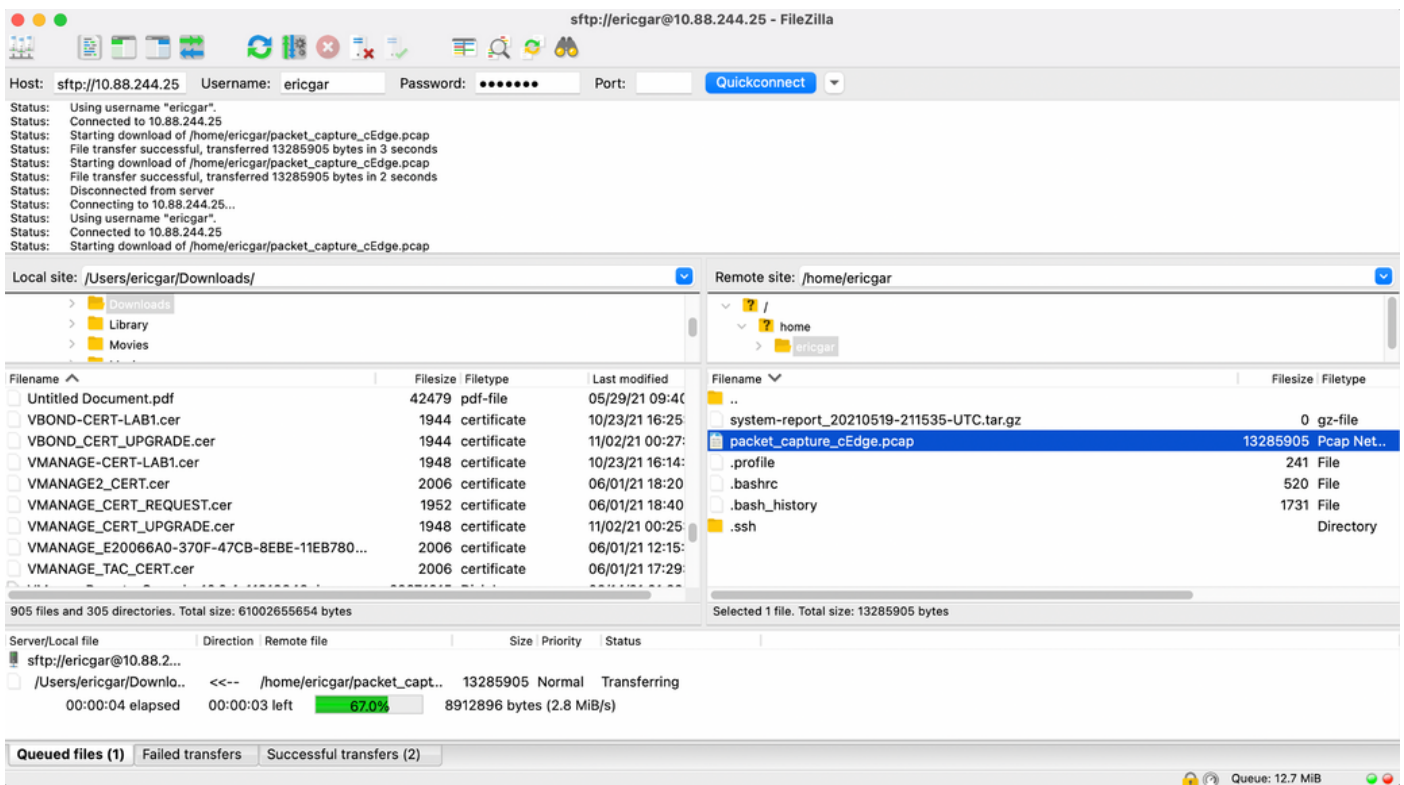 sftp://ericgar@10.88.244.25 - FileZilla
Host: sftp://10.88.244.25 Username: ericgar Password: ••••••• Port: Quickconnect
Status: Using username "ericgar".
Status: Connected to 10.88.244.25
Status: Starting download of /home/ericgar/packet_capture_cEdge.pcap
Status: File transfer successful, transferred 13285905 bytes in 3 seconds
Status: Starting download of /home/ericgar/packet_capture_cEdge.pcap
Status: File transfer successful, transferred 13285905 bytes in 2 seconds
Status: Disconnected from server
Status: Connecting to 10.88.244.25...
Status: Using username "ericgar".
Status: Connected to 10.88.244.25
Status: Starting download of /home/ericgar/packet_capture_cEdge.pcap
Local site: /Users/ericgar/Downloads/
Downloads
Library
Movies
Filename Filesize Filetype Last modified
Untitled Document.pdf 42479 pdf-file 05/29/21 09:40
VBOND-CERT-LAB1.cer 1944 certificate 10/23/21 16:25
VBOND_CERT_UPGRADE.cer 1944 certificate 11/02/21 00:27:
VMANAGE-CERT-LAB1.cer 1948 certificate 10/23/21 16:14:
VMANAGE2_CERT.cer 2006 certificate 06/01/21 18:20
VMANAGE_CERT_REQUEST.cer 1952 certificate 06/01/21 18:40
VMANAGE_CERT_UPGRADE.cer 1948 certificate 11/02/21 00:25:
VMANAGE_E20066A0-370F-47CB-8EBE-11EB780... 2006 certificate 06/01/21 12:15:
VMANAGE_TAC_CERT.cer 2006 certificate 06/01/21 17:29:
905 files and 305 directories. Total size: 61002655654 bytes
Remote site: /home/ericgar
? /
? home
ericgar
Filename Filesize Filetype
..
system-report_20210519-211535-UTC.tar.gz 0 gz-file
packet_capture_cEdge.pcap 13285905 Pcap Net...
.profile 241 File
.bashrc 520 File
.bash_history 1731 File
.ssh Directory
Selected 1 file. Total size: 13285905 bytes
Server/Local file Direction Remote file Size Priority Status
sftp://ericgar@10.88.2...
/Users/ericgar/Downlo.. <<-- /home/ericgar/packet_capt... 13285905 Normal Transferring
00:00:04 elapsed 00:00:03 left 67.0% 8912896 bytes (2.8 MiB/s)
Queued files (1) Failed transfers Successful transfers (2)
Queue: 12.7 MiB